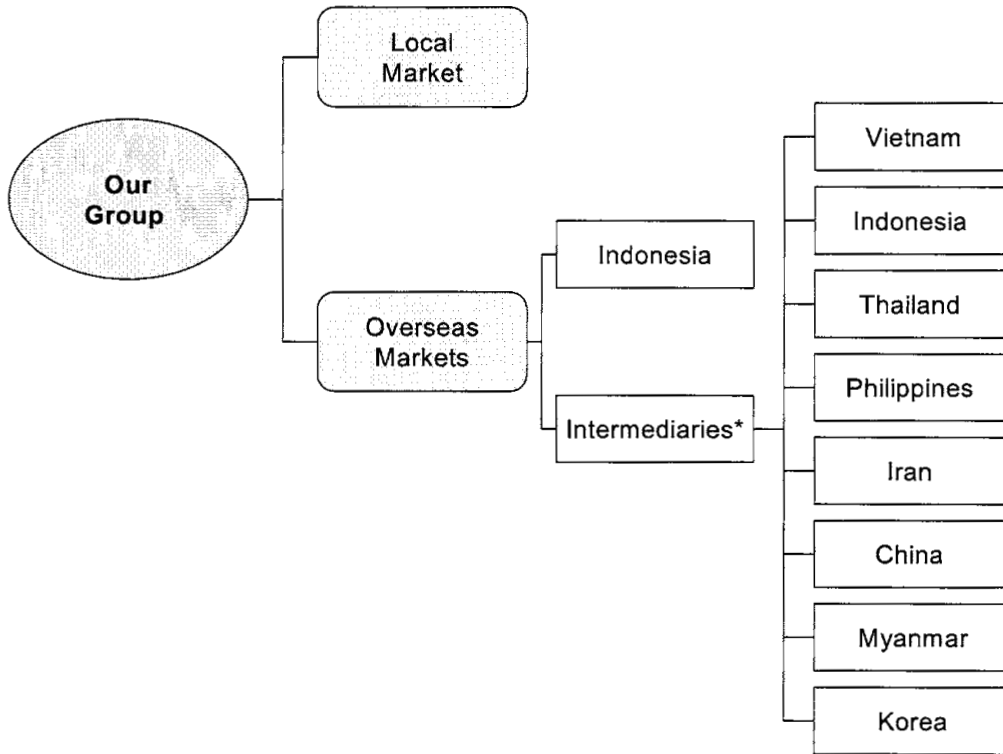 Local
Market
Our
Group
Overseas
Markets
Indonesia
Intermediaries*
Vietnam
Indonesia
Thailand
Philippines
Iran
China
Myanmar
Korea